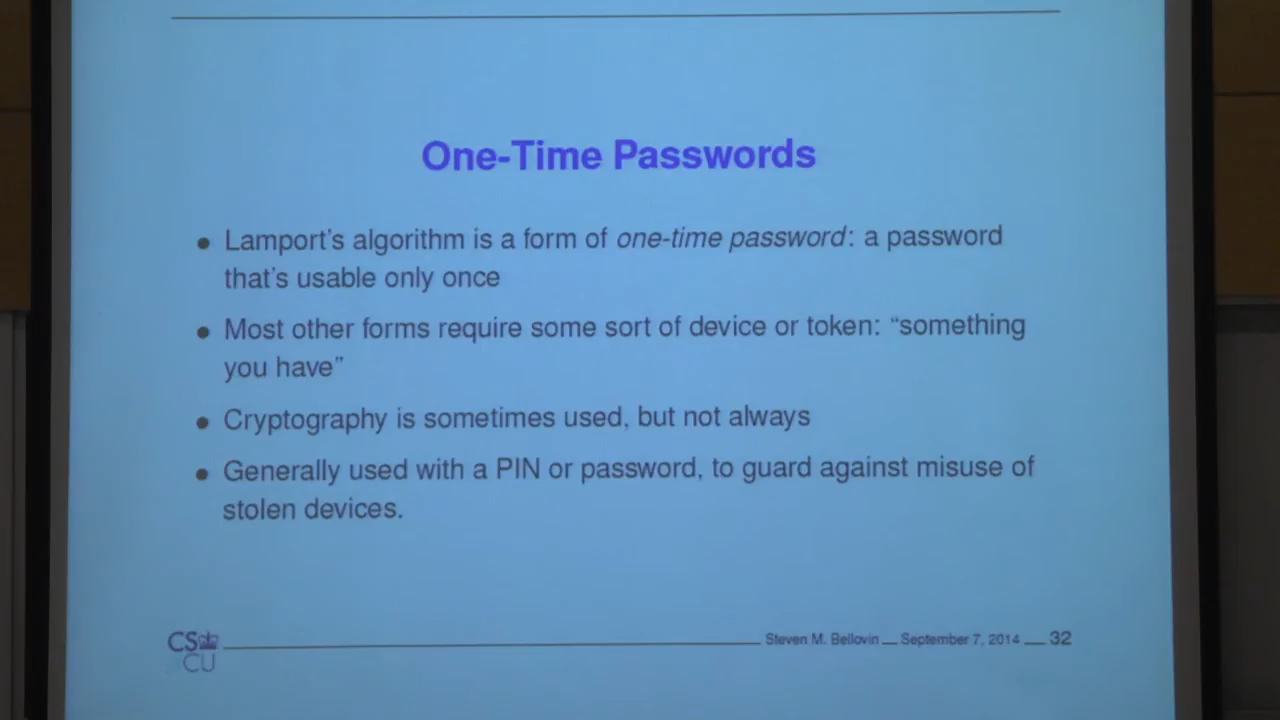 One-Time Passwords
• Lamport's algorithm is a form of one-time password: a password
that's usable only once
• Most other forms require some sort of device or token: “something
you have”
• Cryptography is sometimes used, but not always
• Generally used with a PIN or password, to guard against misuse of
stolen devices.
CS
CU
Steven M. Bellovin __ September 7, 2014 __ 32